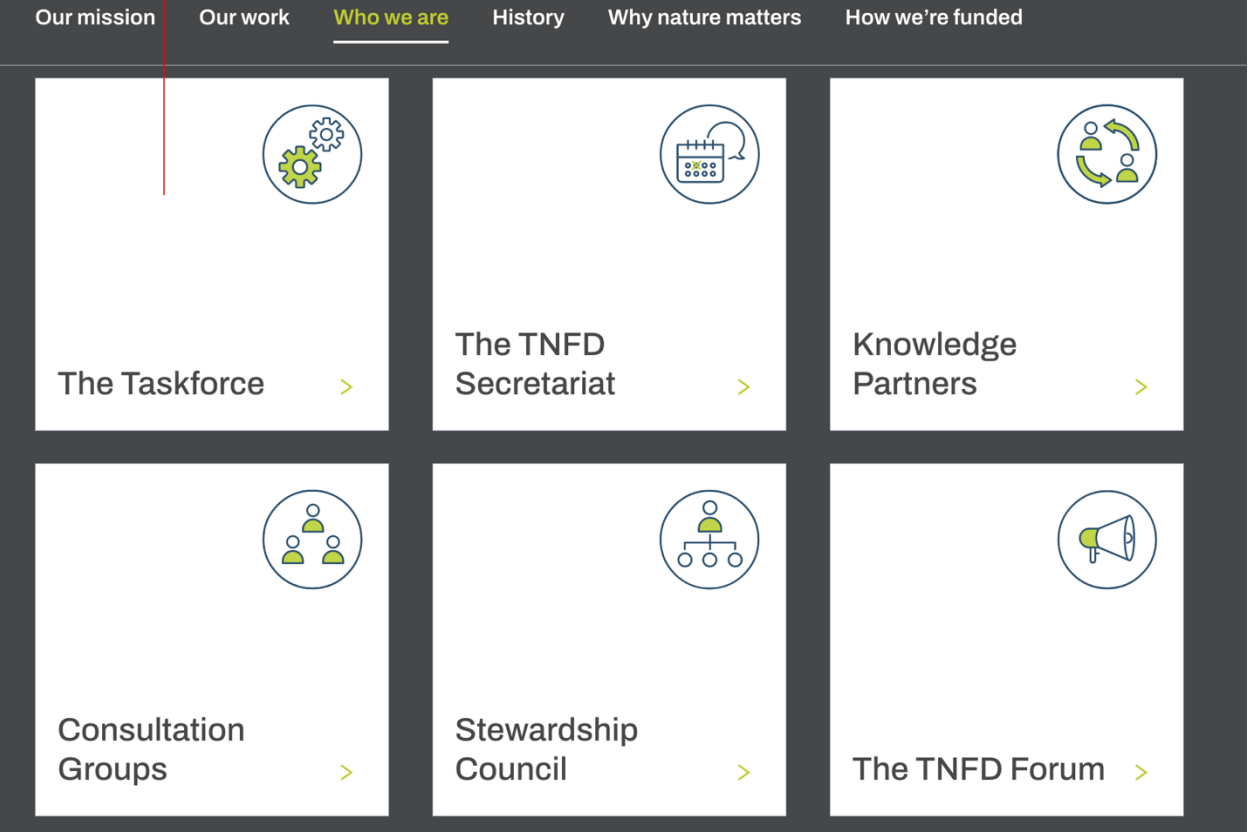 Our mission Our work Who we are History Why nature matters How we’re funded
The Taskforce
The TNFD
Secretariat
Knowledge
Partners
Consultation
Groups
Stewardship
Council
The TNFD Forum